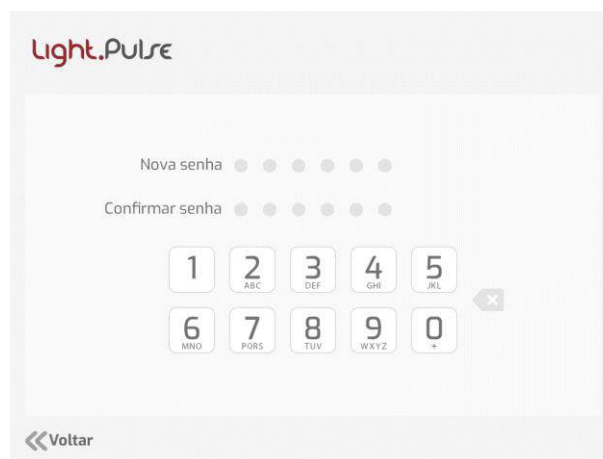 Light.Pulse
Nova senha
Confirmar senha
1 2 3 4 5
ABC DEF GHI JKL
6 7 8 9 0
MNO PQRS TUV WXYZ +
Voltar